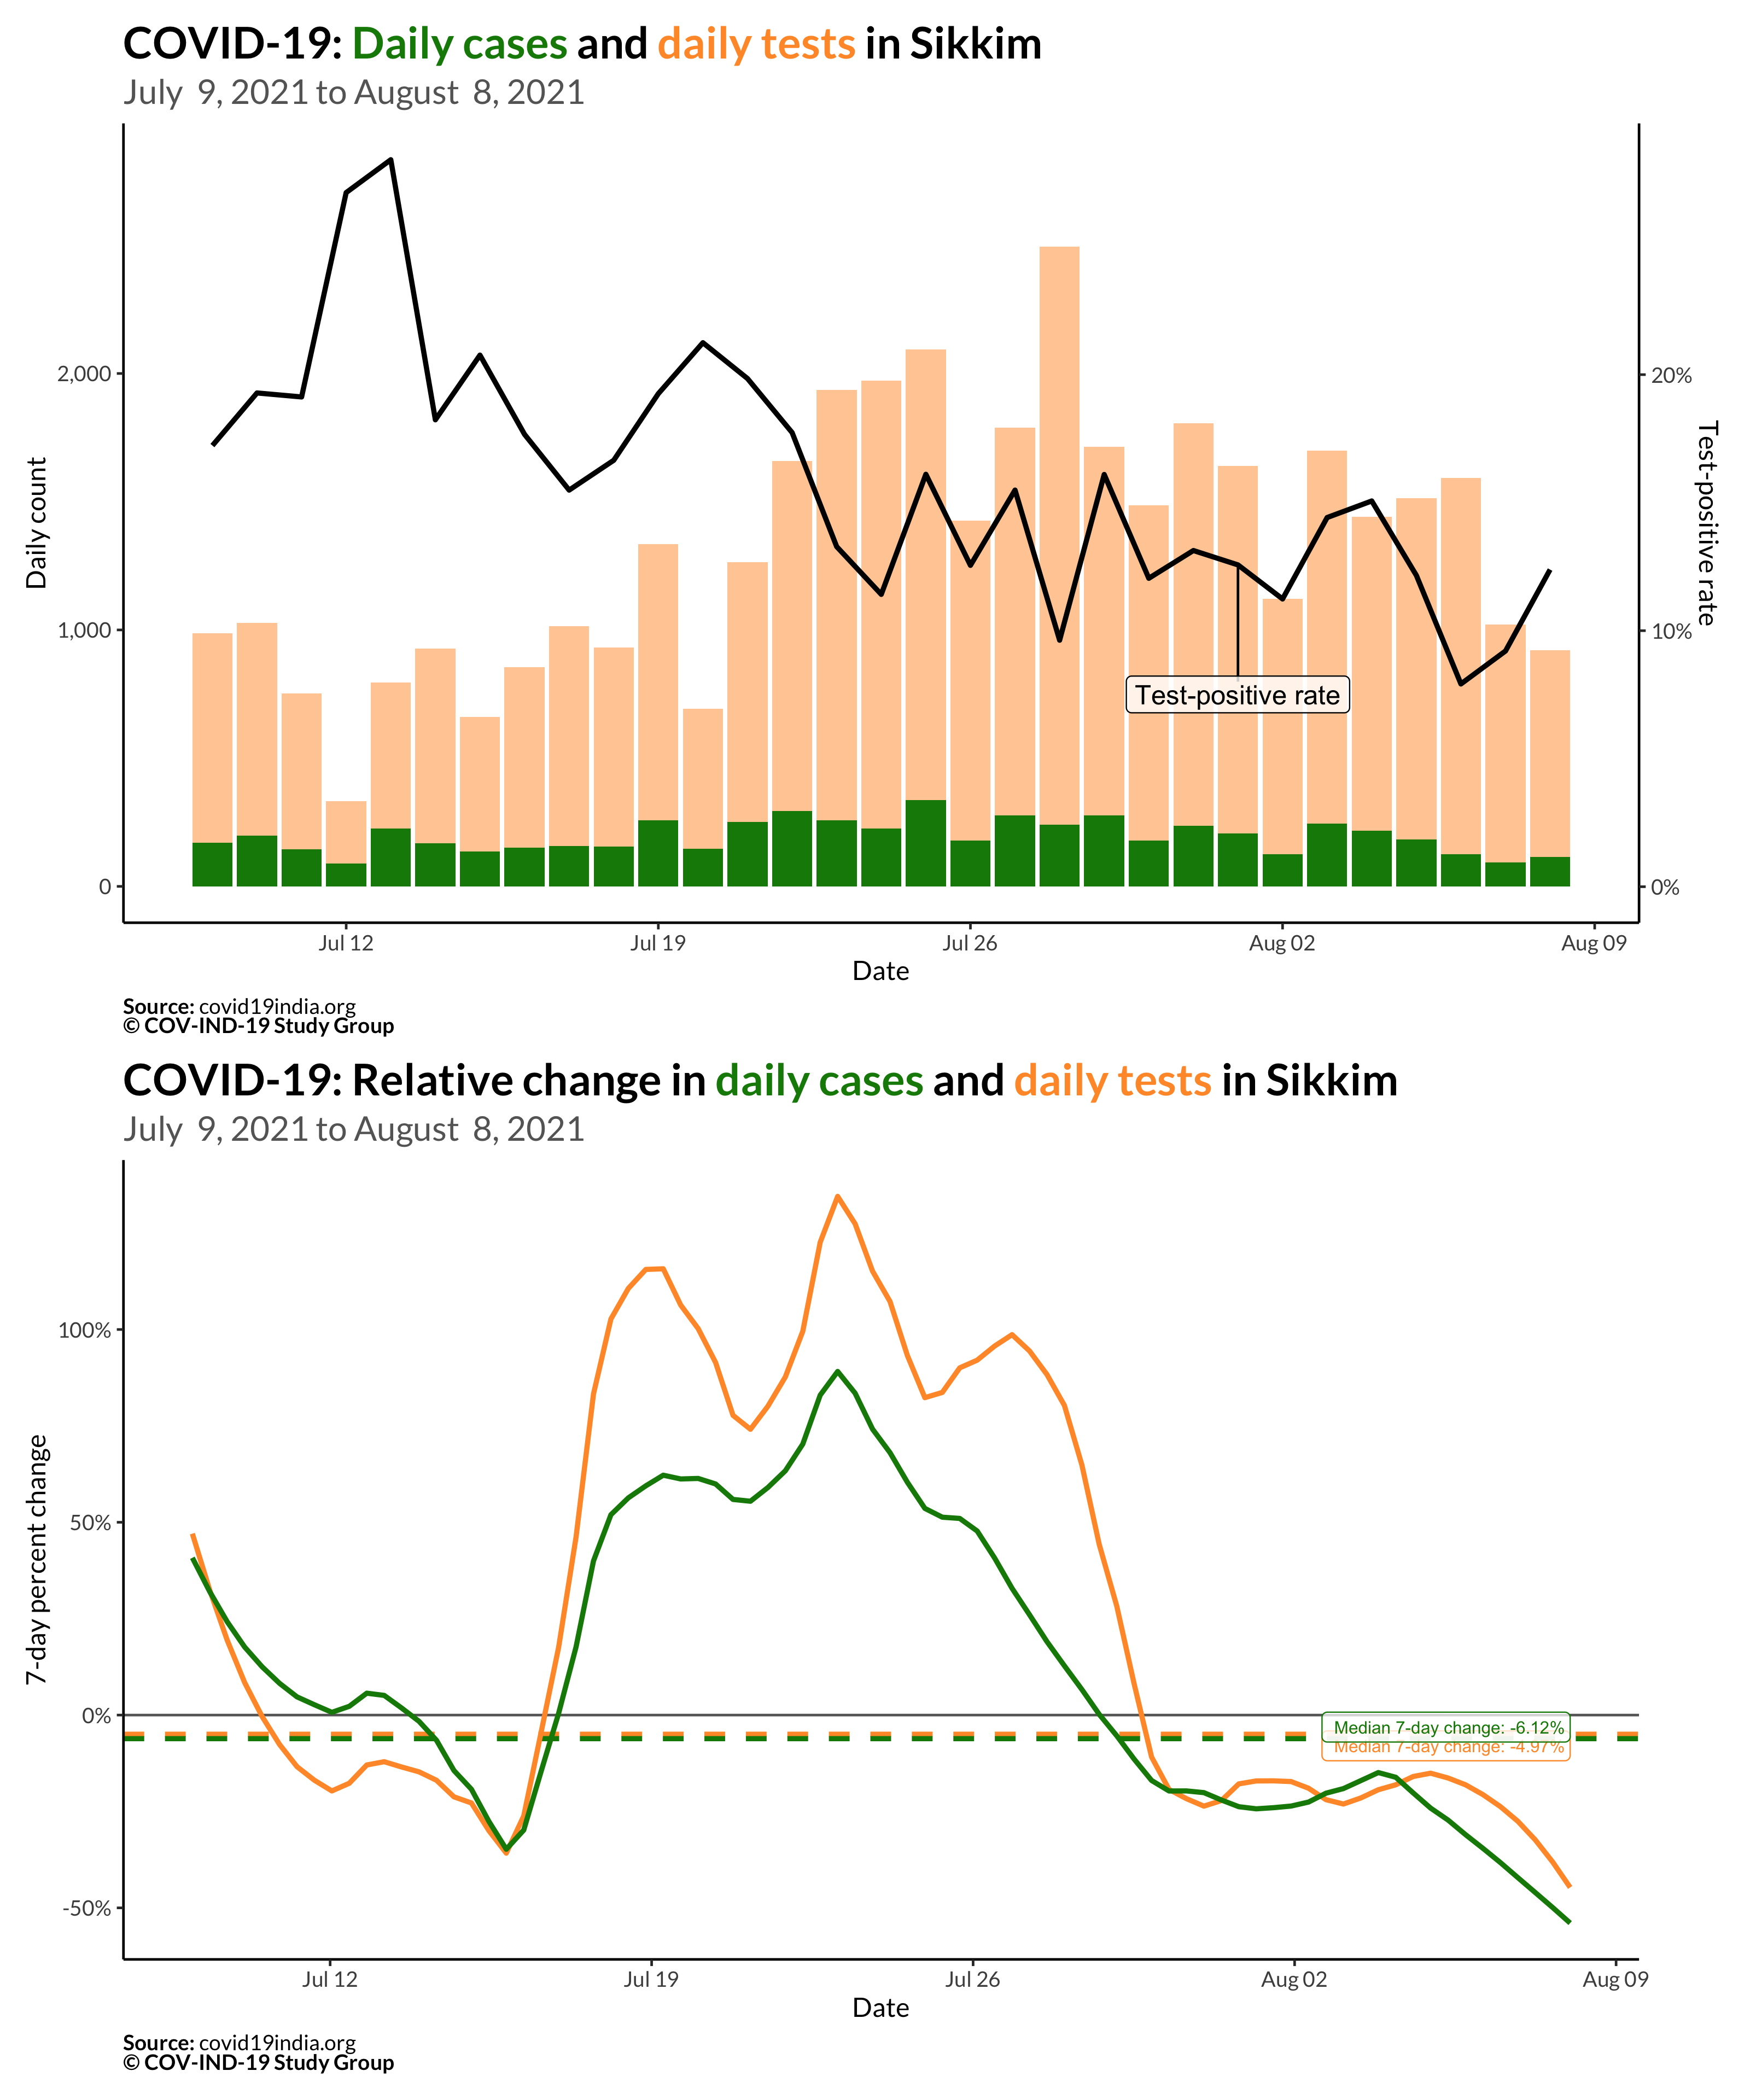 COVID-19: Daily cases and daily tests in Sikkim
July 9, 2021 to August 8, 2021
2,000
1,000
0
Daily count
20%
10%
0%
Test-positive rate
Test-positive rate
Jul 12
Jul 19
Jul 26
Aug 02
Aug 09
Date
Source: covid19india.org
© COV-IND-19 Study Group
COVID-19: Relative change in daily cases and daily tests in Sikkim
July 9, 2021 to August 8, 2021
100%
50%
0%
-50%
7-day percent change
Median 7-day change: -6.12%
Median 7-day change: -4.97%
Jul 12
Jul 19
Jul 26
Aug 02
Aug 09
Date
Source: covid19india.org
© COV-IND-19 Study Group